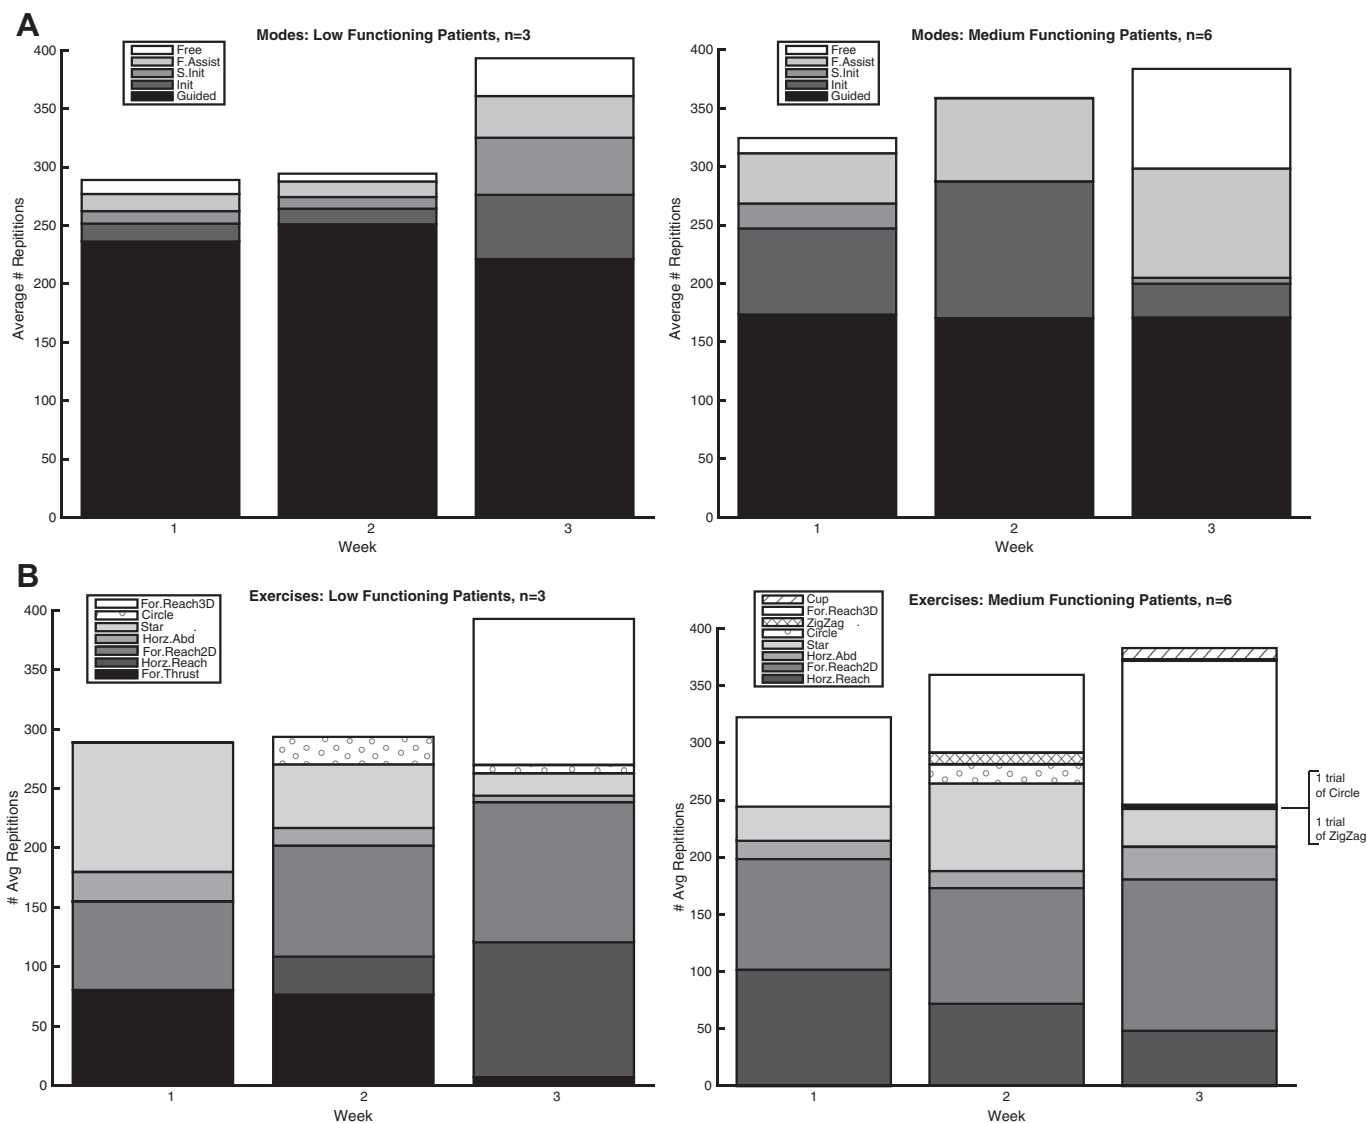 A
Modes: Low Functioning Patients, n=3
Free
F.Assist
S.Init
Init
Guided
Average # Repititions
400
350
300
250
200
150
100
50
0
1
2
3
Week
Modes: Medium Functioning Patients, n=6
Free
F.Assist
S.Init
Init
Guided
Average # Repititions
400
350
300
250
200
150
100
50
0
1
2
3
Week
B
Exercises: Low Functioning Patients, n=3
For.Reach3D
Circle
Star
Horz.Abd
For.Reach2D
Horz.Reach
For.Thrust
# Avg Repititions
400
350
300
250
200
150
100
50
0
1
2
3
Week
Exercises: Medium Functioning Patients, n=6
Cup
For.Reach3D
ZigZag
Circle
Star
Horz.Abd
For.Reach2D
Horz.Reach
# Avg Repititions
400
350
300
250
200
150
100
50
0
1
2
3
Week
1 trial
of Circle
1 trial
of ZigZag